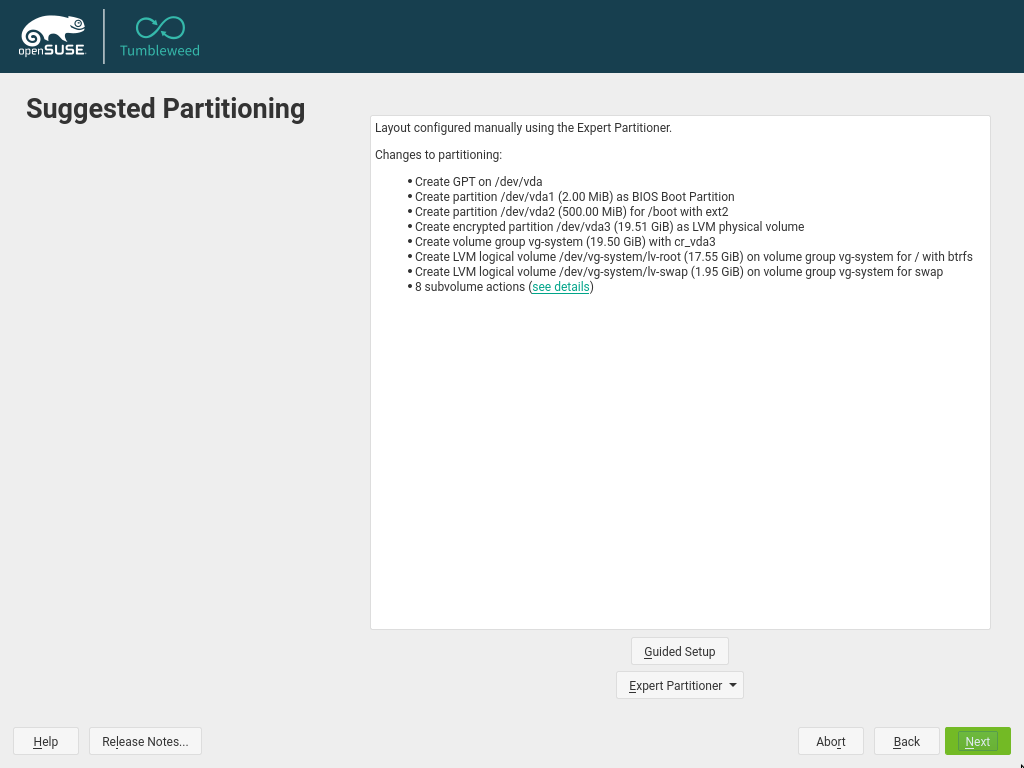 openSUSE
Tumbleweed
Suggested Partitioning
Layout configured manually using the Expert Partitioner.
Changes to partitioning:
• Create GPT on /dev/vda
• Create partition /dev/vda1 (2.00 MiB) as BIOS Boot Partition
• Create partition /dev/vda2 (500.00 MiB) for /boot with ext2
• Create encrypted partition /dev/vda3 (19.51 GiB) as LVM physical volume
• Create volume group vg-system (19.50 GiB) with cr_vda3
• Create LVM logical volume /dev/vg-system/lv-root (17.55 GiB) on volume group vg-system for / with btrfs
• Create LVM logical volume /dev/vg-system/lv-swap (1.95 GiB) on volume group vg-system for swap
• 8 subvolume actions (see details)
Guided Setup
Expert Partitioner
Help
Release Notes...
Abort
Back
Next